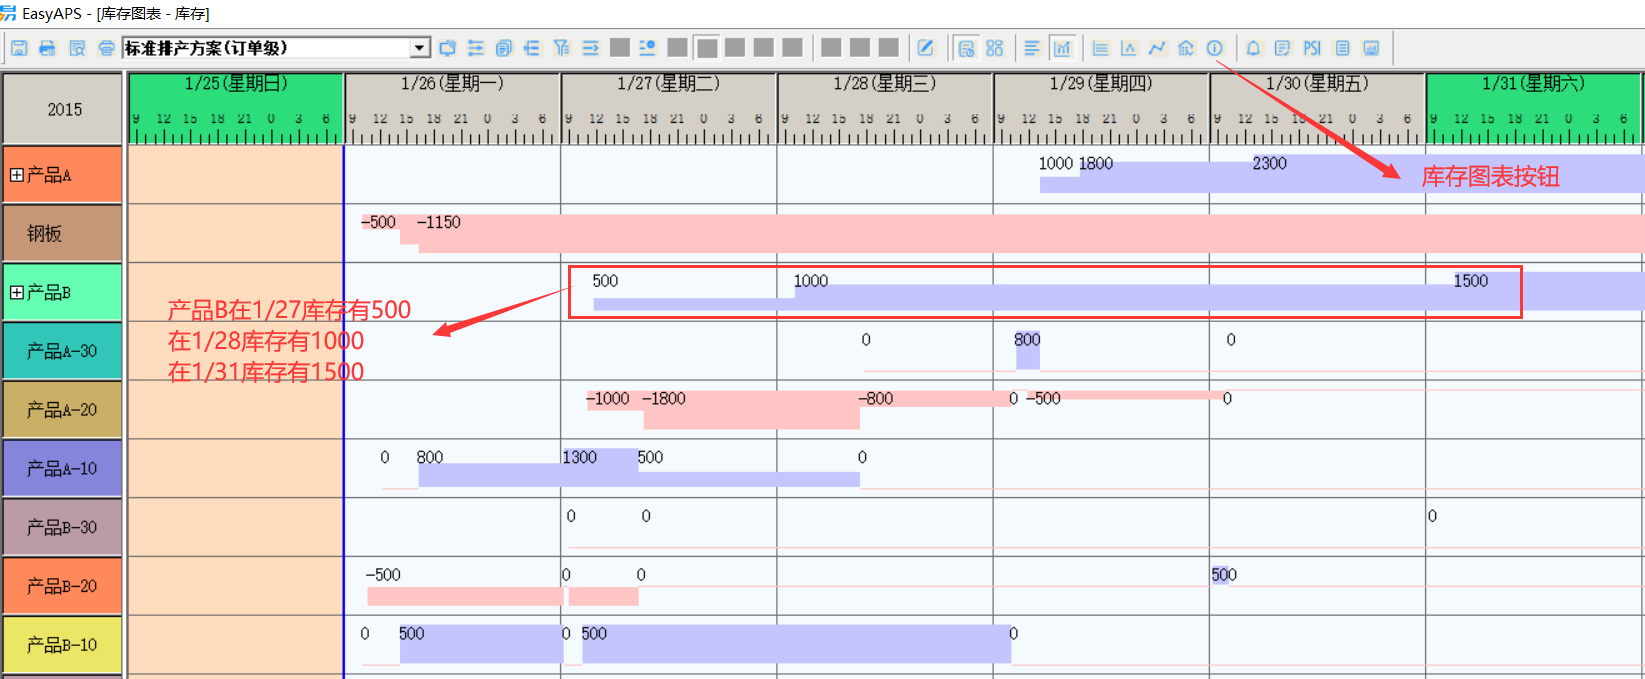 EasyAPS - [库存图表 - 库存]
标准排产方案(订单级)
PSI
2015
1/25(星期日) 1/26(星期一) 1/27(星期二) 1/28(星期三) 1/29(星期四) 1/30(星期五) 1/31(星期六)
9 12 15 18 21 0 3 6 9 12 15 18 21 0 3 6 9 12 15 18 21 0 3 6 9 12 15 18 21 0 3 6 9 12 15 18 21 0 3 6 9 12 15 18 21 0 3 6 9 12 15 18 21 0 3 6
产品A 1000 1800 2300
库存图表按钮
钢板 -500 -1150
产品B 500 1000 1500
产品B在1/27库存有500
在1/28库存有1000
在1/31库存有1500
产品A-30 0 800 0
产品A-20 -1000 -1800 -800 0 -500 0
产品A-10 0 800 1300 500 0
产品B-30 0 0 0
产品B-20 -500 0 0 500
产品B-10 0 500 0 500 0